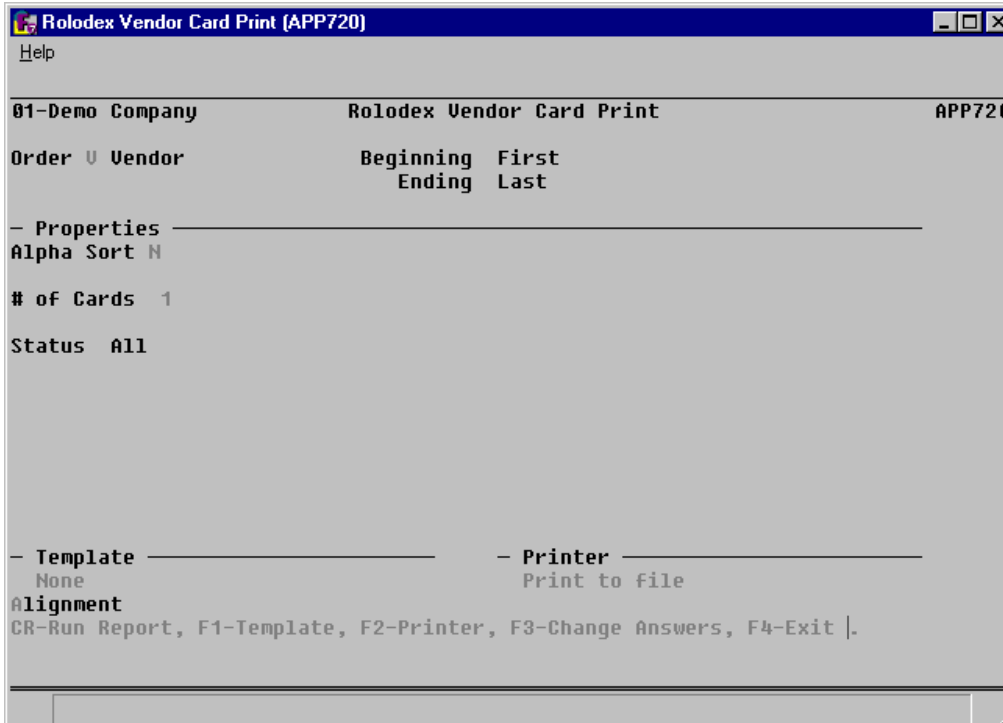 Rolodex Vendor Card Print (APP720)
Help
01-Demo Company Rolodex Vendor Card Print APP720
Order V Vendor Beginning First
Ending Last
Properties
Alpha Sort N
# of Cards 1
Status All
Template Printer
None Print to file
Alignment
CR-Run Report, F1-Template, F2-Printer, F3-Change Answers, F4-Exit .